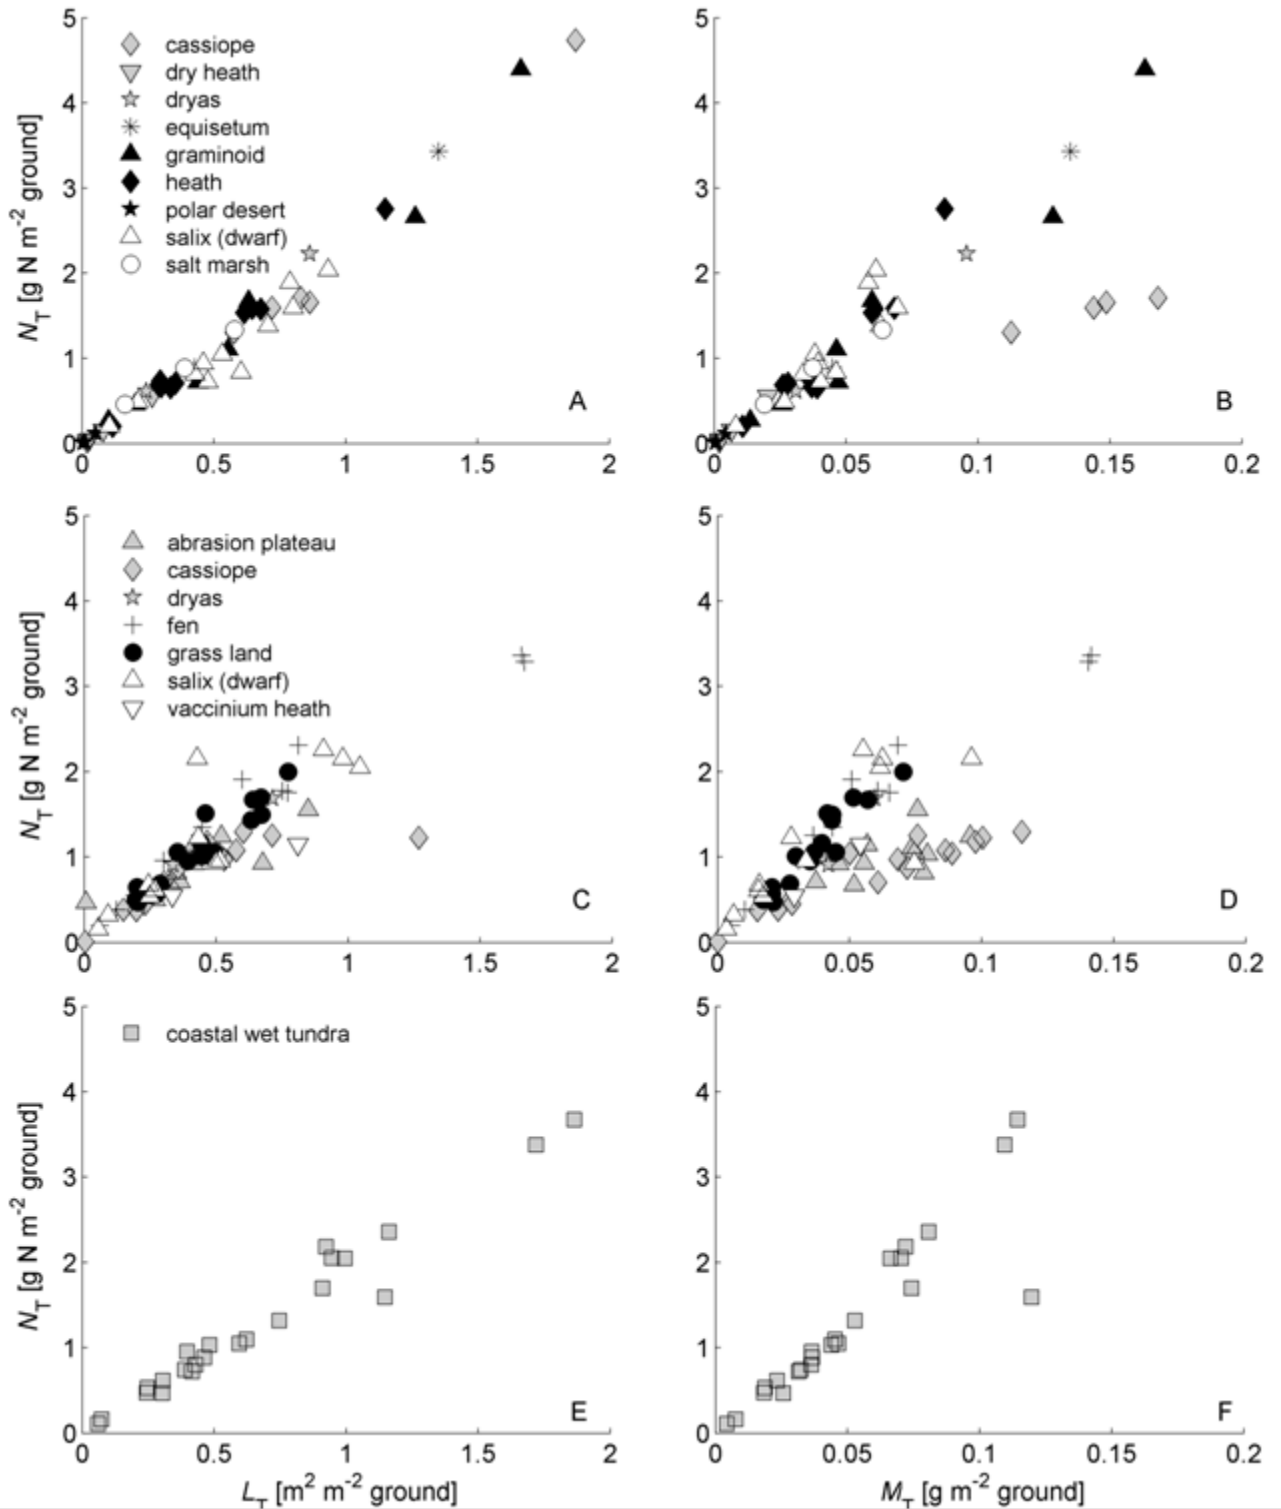 5
4
3
2
1
0
N_T [g N m⁻² ground]
cassiope
dry heath
dryas
equisetum
graminoid
heath
polar desert
salix (dwarf)
salt marsh
A
0 0.5 1 1.5 2
5
4
3
2
1
0
B
0 0.05 0.1 0.15 0.2
5
4
3
2
1
0
N_T [g N m⁻² ground]
abrasion plateau
cassiope
dryas
fen
grass land
salix (dwarf)
vaccinium heath
C
0 0.5 1 1.5 2
5
4
3
2
1
0
D
0 0.05 0.1 0.15 0.2
5
4
3
2
1
0
N_T [g N m⁻² ground]
coastal wet tundra
E
0 0.5 1 1.5 2
L_T [m² m⁻² ground]
5
4
3
2
1
0
F
0 0.05 0.1 0.15 0.2
M_T [g m⁻² ground]